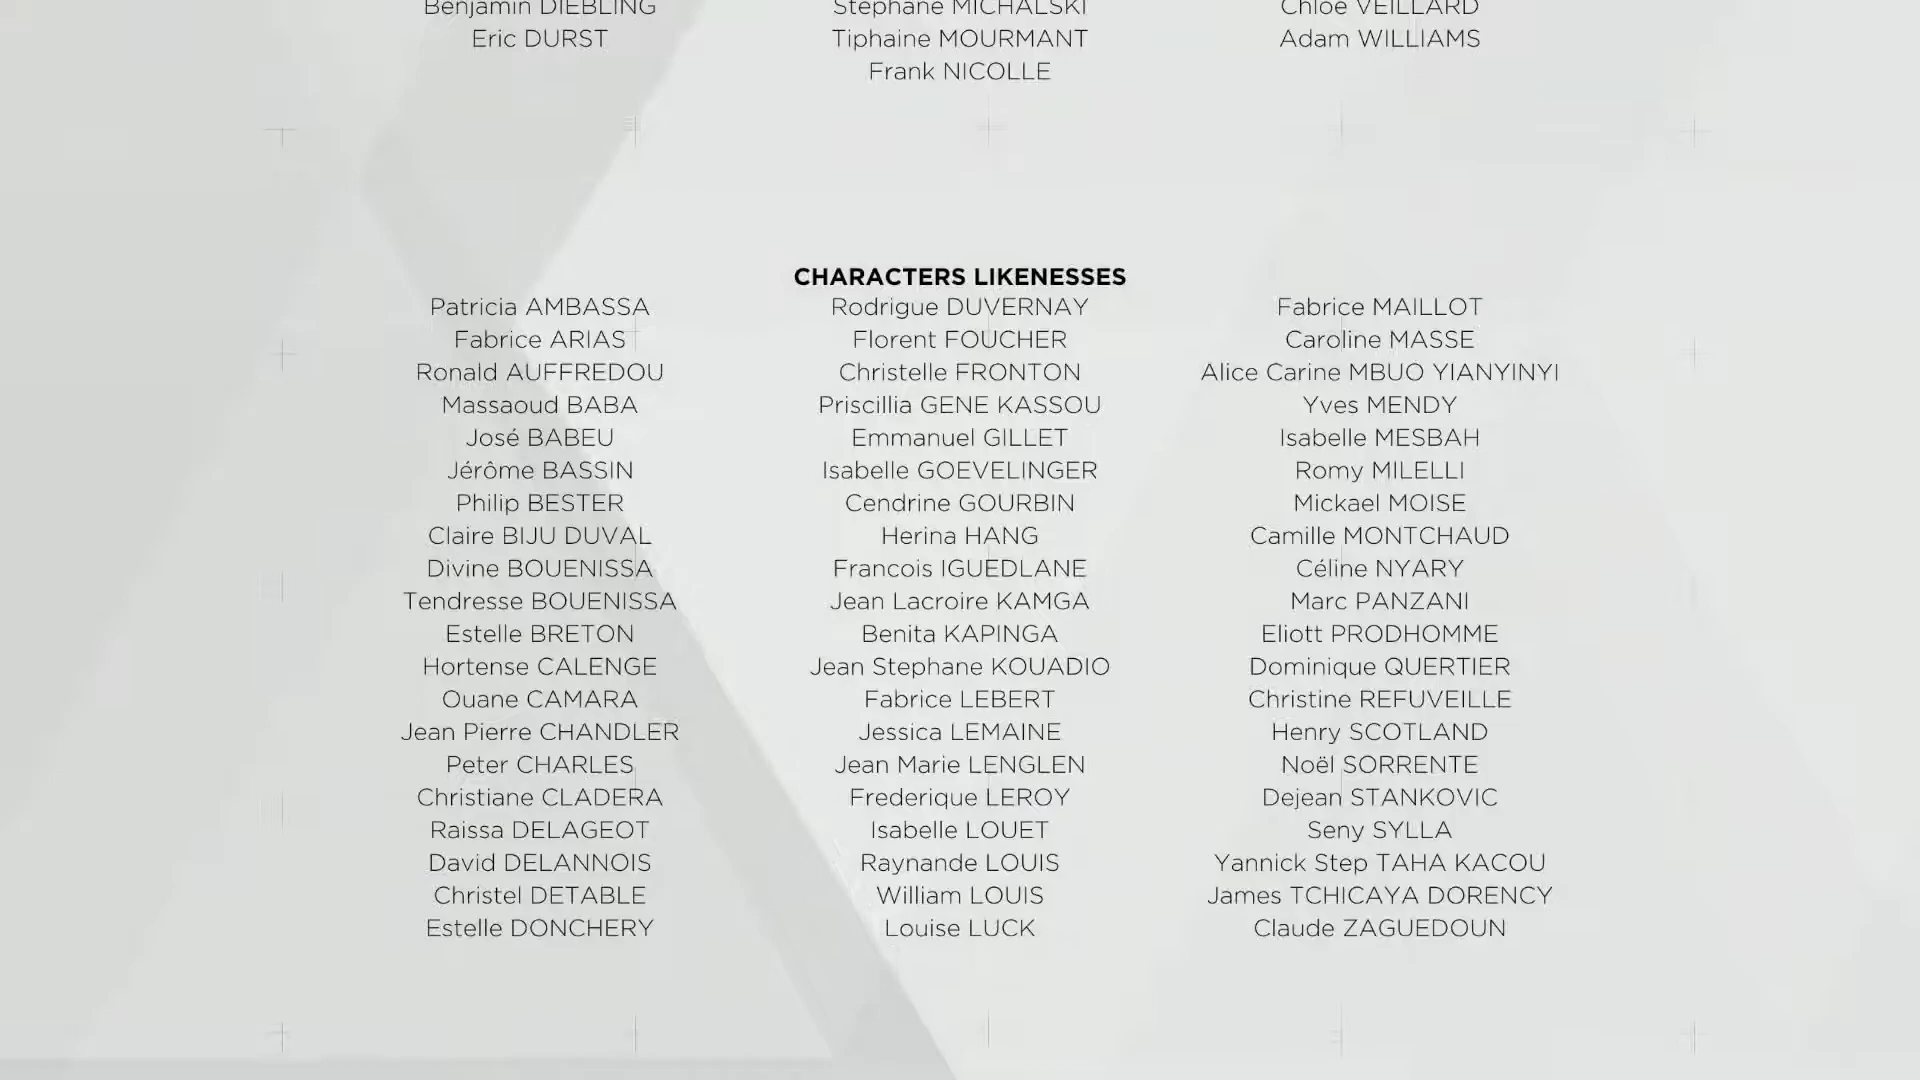 Benjamin DIEBLING
Eric DURST
Stephane MICHALSKI
Tiphaine MOURMANT
Frank NICOLLE
Chloe VEILLARD
Adam WILLIAMS
CHARACTERS LIKENESSES
Patricia AMBASSA
Fabrice ARIAS
Ronald AUFFREDOU
Massaoud BABA
José BABEU
Jérôme BASSIN
Philip BESTER
Claire BIJU DUVAL
Divine BOUENISSA
Tendresse BOUENISSA
Estelle BRETON
Hortense CALENGE
Ouane CAMARA
Jean Pierre CHANDLER
Peter CHARLES
Christiane CLADERA
Raissa DELAGEOT
David DELANNOIS
Christel DETABLE
Estelle DONCHERY
Rodrigue DUVERNAY
Florent FOUCHER
Christelle FRONTON
Priscillia GENE KASSOU
Emmanuel GILLET
Isabelle GOEVELINGER
Cendrine GOURBIN
Herina HANG
Francois IGUEDLANE
Jean Lacroire KAMGA
Benita KAPINGA
Jean Stephane KOUADIO
Fabrice LEBERT
Jessica LEMAINE
Jean Marie LENGLEN
Frederique LEROY
Isabelle LOUET
Raynande LOUIS
William LOUIS
Louise LUCK
Fabrice MAILLOT
Caroline MASSE
Alice Carine MBUO YIANYINYI
Yves MENDY
Isabelle MESBAH
Romy MILELLI
Mickael MOISE
Camille MONTCHAUD
Céline NYARY
Marc PANZANI
Eliott PRODHOMME
Dominique QUERTIER
Christine REFUVEILLE
Henry SCOTLAND
Noël SORRENTE
Dejean STANKOVIC
Seny SYLLA
Yannick Step TAHA KACOU
James TCHICAYA DORENCY
Claude ZAGUEDOUN